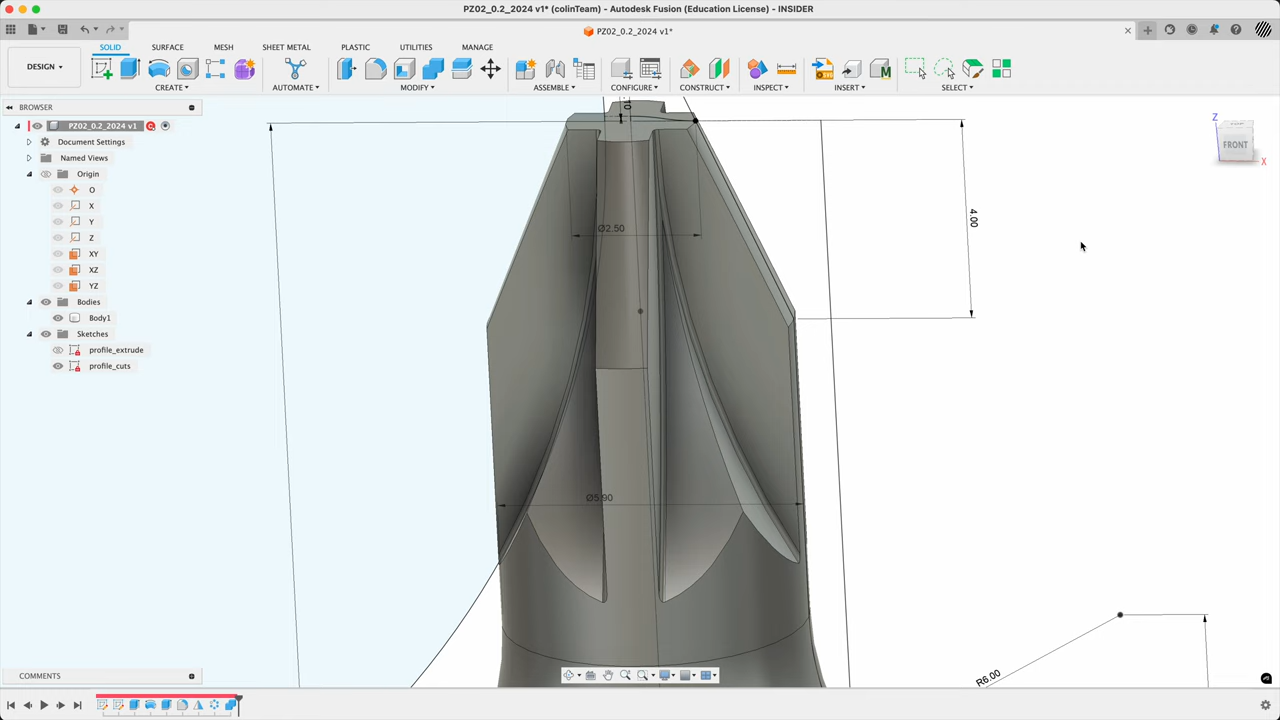 PZ02_0.2_2024 v1* (colinTeam) - Autodesk Fusion (Education License) - INSIDER
PZ02_0.2_2024 v1*
SOLID SURFACE MESH SHEET METAL PLASTIC UTILITIES MANAGE
DESIGN
CREATE AUTOMATE MODIFY ASSEMBLE CONFIGURE CONSTRUCT INSPECT INSERT SELECT
BROWSER
PZ02_0.2_2024 v1
Document Settings
Named Views
Origin
O
X
Y
Z
XY
XZ
YZ
Bodies
Body1
Sketches
profile_extrude
profile_cuts
Z
FRONT
X
4.00
Ø2.50
Ø5.90
R6.00
COMMENTS